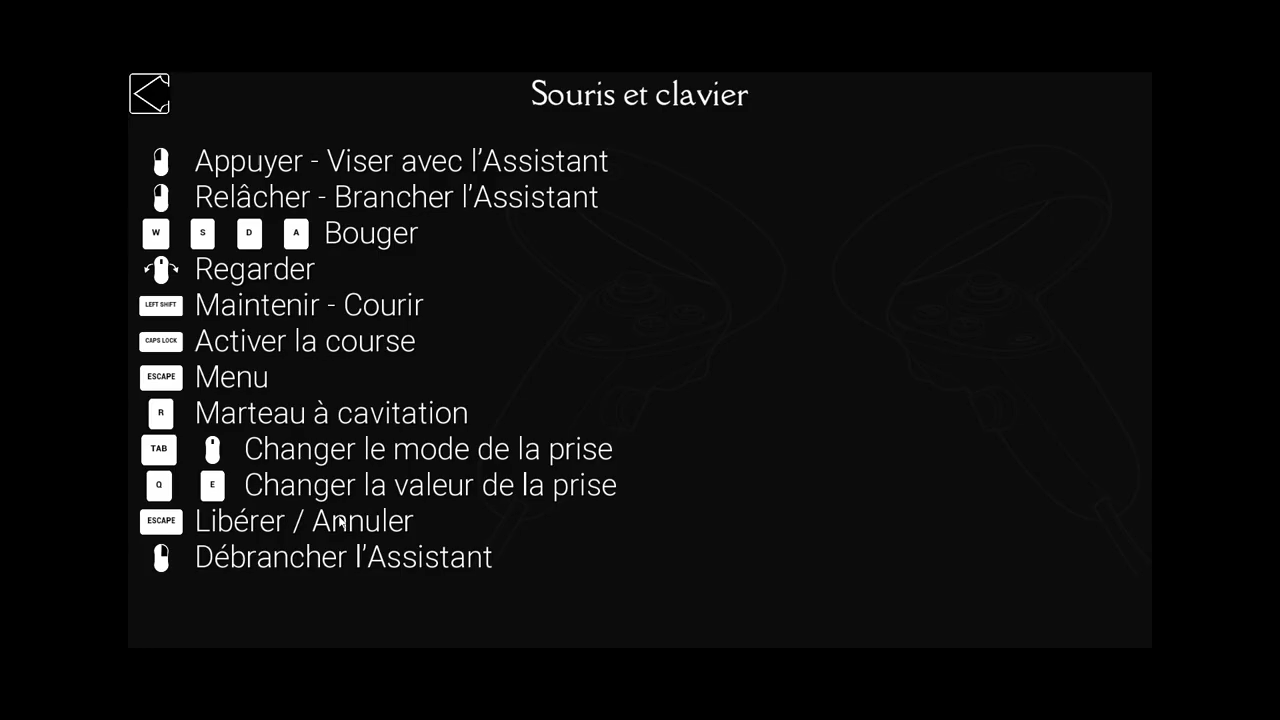 Souris et clavier
Appuyer - Viser avec l'Assistant
Relâcher - Brancher l'Assistant
W S D A Bouger
Regarder
LEFT SHIFT Maintenir - Courir
CAPS LOCK Activer la course
ESCAPE Menu
R Marteau à cavitation
TAB Changer le mode de la prise
Q E Changer la valeur de la prise
ESCAPE Libérer / Annuler
Débrancher l'Assistant